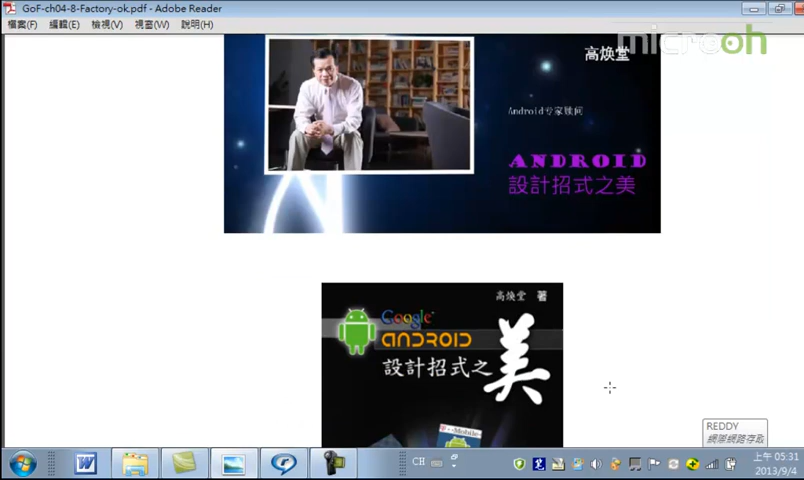 GoF-ch04-8-Factory-ok.pdf - Adobe Reader
檔案(F) 編輯(E) 檢視(V) 視窗(W) 說明(H)
microoh
高煥堂
Android专家顾问
ANDROID
設計招式之美
高煥堂 著
Google
ANDROID
設計招式之美
T-Mobile
REDDY
網際網路存取
CH
上午 05:31
2013/9/4